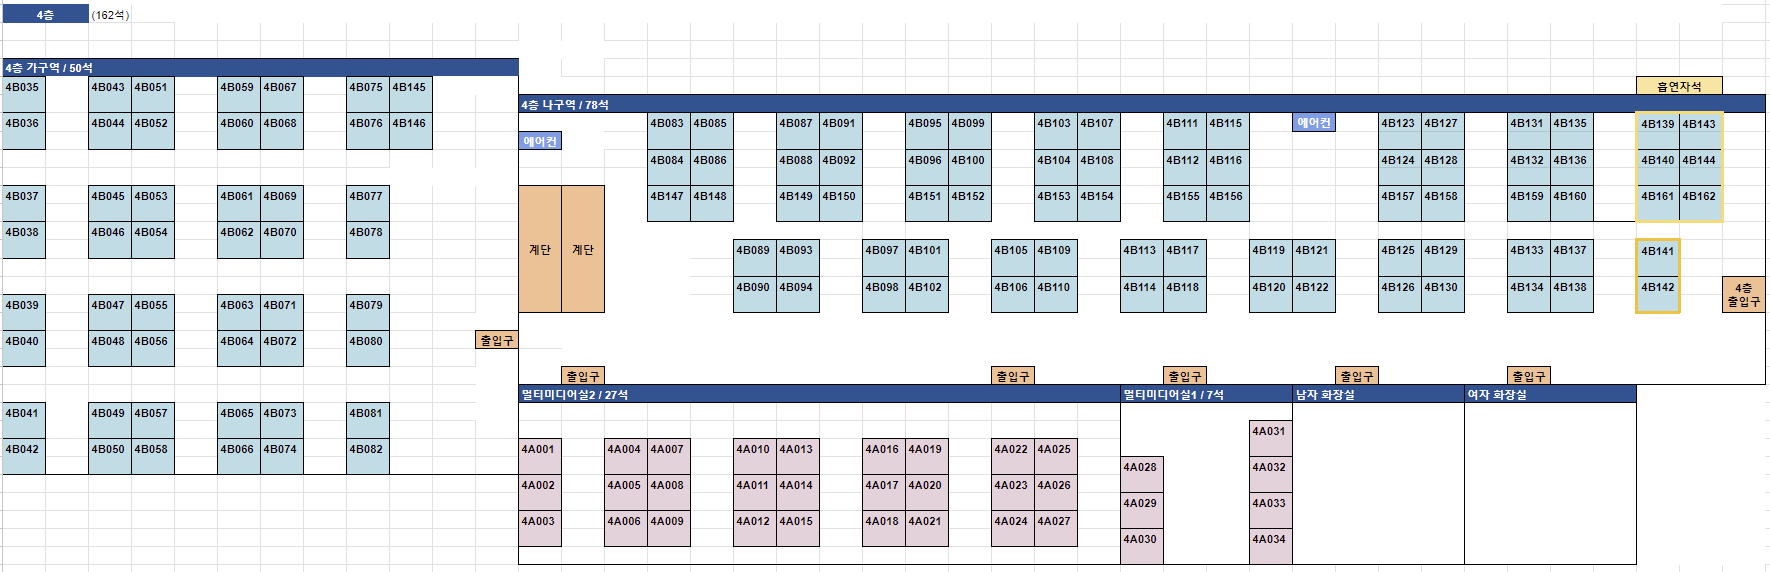 4층 (162석)
4층 가구역 / 50석
4B035 4B043 4B051 4B059 4B067 4B075 4B145
4B036 4B044 4B052 4B060 4B068 4B076 4B146
4B037 4B045 4B053 4B061 4B069 4B077
4B038 4B046 4B054 4B062 4B070 4B078
4B039 4B047 4B055 4B063 4B071 4B079
4B040 4B048 4B056 4B064 4B072 4B080 출입구
4B041 4B049 4B057 4B065 4B073 4B081
4B042 4B050 4B058 4B066 4B074 4B082
흡연자석
4층 나구역 / 78석
4B083 4B085 4B087 4B091 4B095 4B099 4B103 4B107 4B111 4B115 에어컨 4B123 4B127 4B131 4B135 4B139 4B143
에어컨
4B084 4B086 4B088 4B092 4B096 4B100 4B104 4B108 4B112 4B116 4B124 4B128 4B132 4B136 4B140 4B144
4B147 4B148 4B149 4B150 4B151 4B152 4B153 4B154 4B155 4B156 4B157 4B158 4B159 4B160 4B161 4B162
계단 계단 4B089 4B093 4B097 4B101 4B105 4B109 4B113 4B117 4B119 4B121 4B125 4B129 4B133 4B137 4B141
4B090 4B094 4B098 4B102 4B106 4B110 4B114 4B118 4B120 4B122 4B126 4B130 4B134 4B138 4B142 4층
출입구
출입구 출입구 출입구 출입구 출입구
멀티미디어실2 / 27석 멀티미디어실1 / 7석 남자 화장실 여자 화장실
4A031
4A001 4A004 4A007 4A010 4A013 4A016 4A019 4A022 4A025
4A028 4A032
4A002 4A005 4A008 4A011 4A014 4A017 4A020 4A023 4A026
4A029 4A033
4A003 4A006 4A009 4A012 4A015 4A018 4A021 4A024 4A027
4A030 4A034